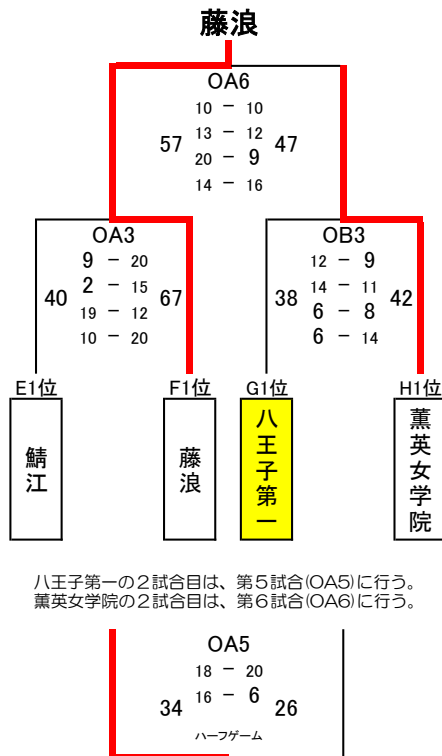 藤浪
OA6
10 － 10
13 － 12
57 47
20 － 9
14 － 16
OA3
9 － 20
2 － 15
40 67
19 － 12
10 － 20
OB3
12 － 9
14 － 11
38 42
6 － 8
6 － 14
E1位 F1位 G1位 H1位
鯖江
藤浪
八王子第一
薫英女学院
八王子第一の２試合目は、第５試合(OA5)に行う。
薫英女学院の２試合目は、第６試合(OA6)に行う。
OA5
18 － 20
34 16 － 6 26
ハーフゲーム